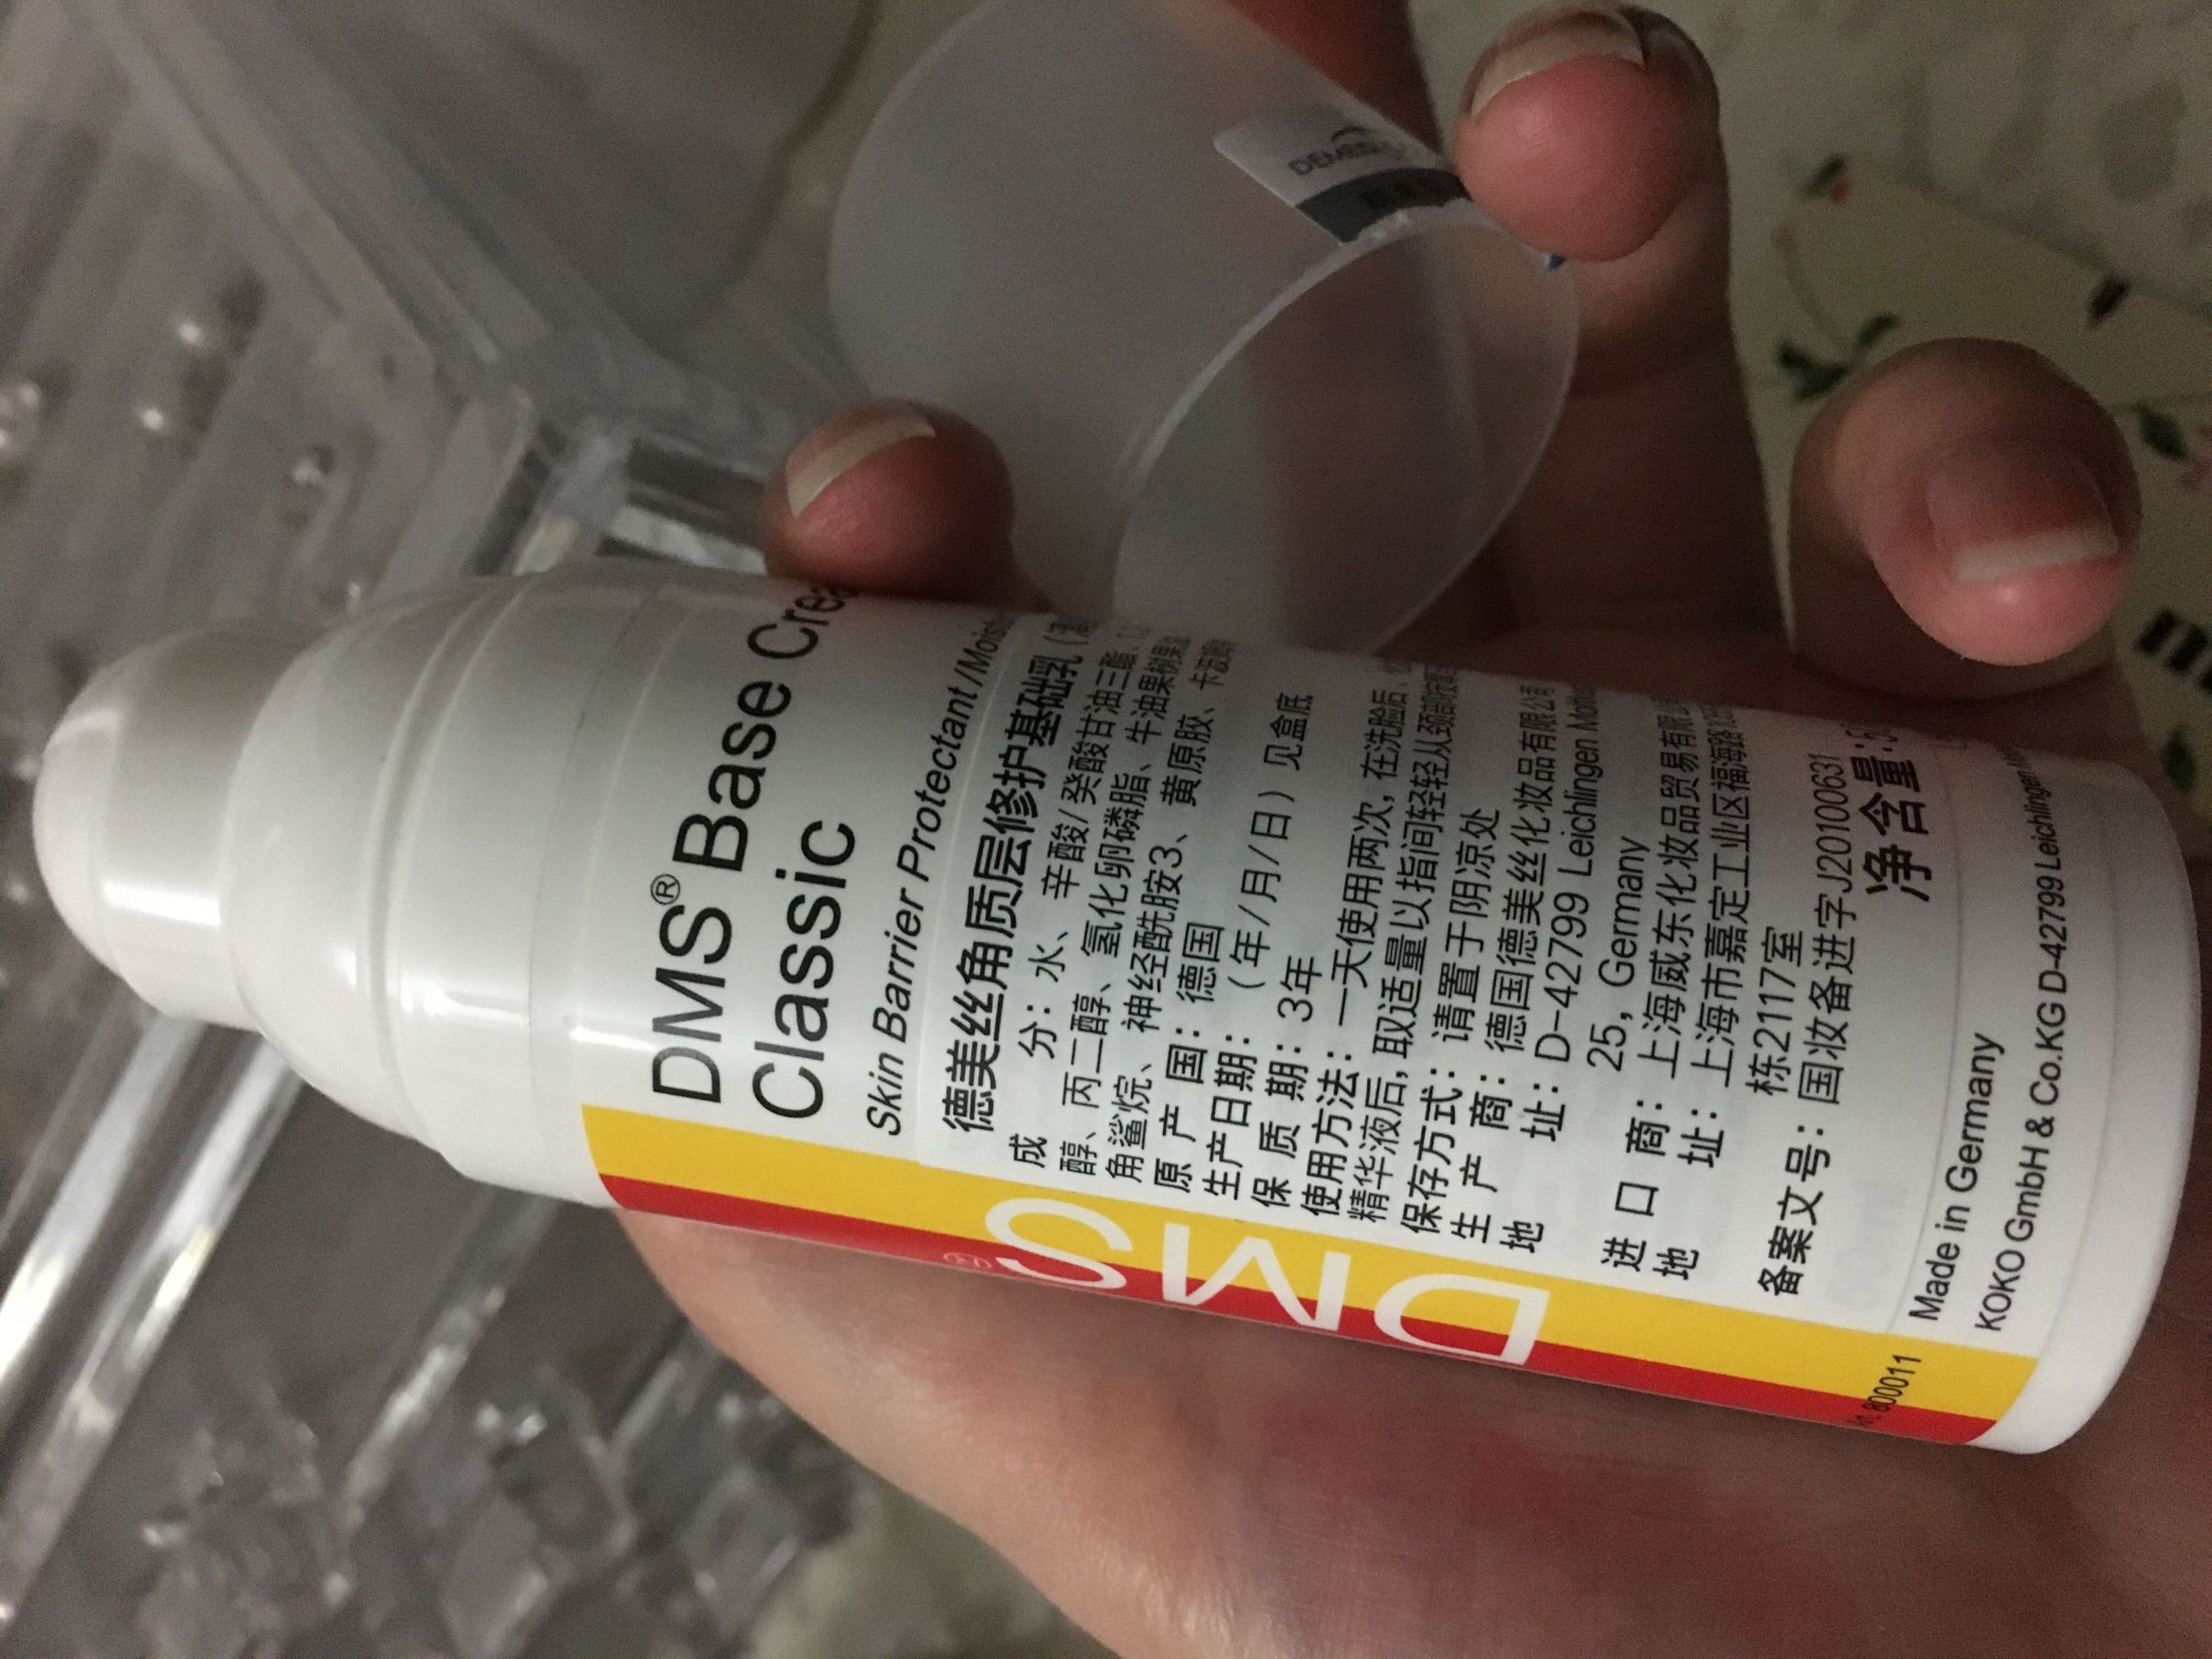 DMS® Base
Classic
Skin Barrier Protectant /
德美丝角质层修护基础乳
成 分：水、辛酸/癸酸甘油三酯、
醇、丙二醇、氢化卵磷脂、牛油果树果
角鲨烷、神经酰胺3、黄原胶、卡波姆
原 产 国：德国
生产日期：（年/月/日）见盒底
保 质 期：3年
使用方法：一天使用两次，在洗脸后、
精华液后，取适量以指间轻轻从颈部按摩
保存方式：请置于阴凉处
生 产 商：德国德美丝化妆品有限公司
地 址：D-42799 Leichlingen
25, Germany
进 口 商：上海威东化妆品贸易有限
地 址：上海市嘉定工业区福海路
栋2117室
备案文号：国妆备进字J20100631
净含量:
Made in Germany
KOKO GmbH & Co.KG D-42799 Leichlingen
DMS
Art. 800011